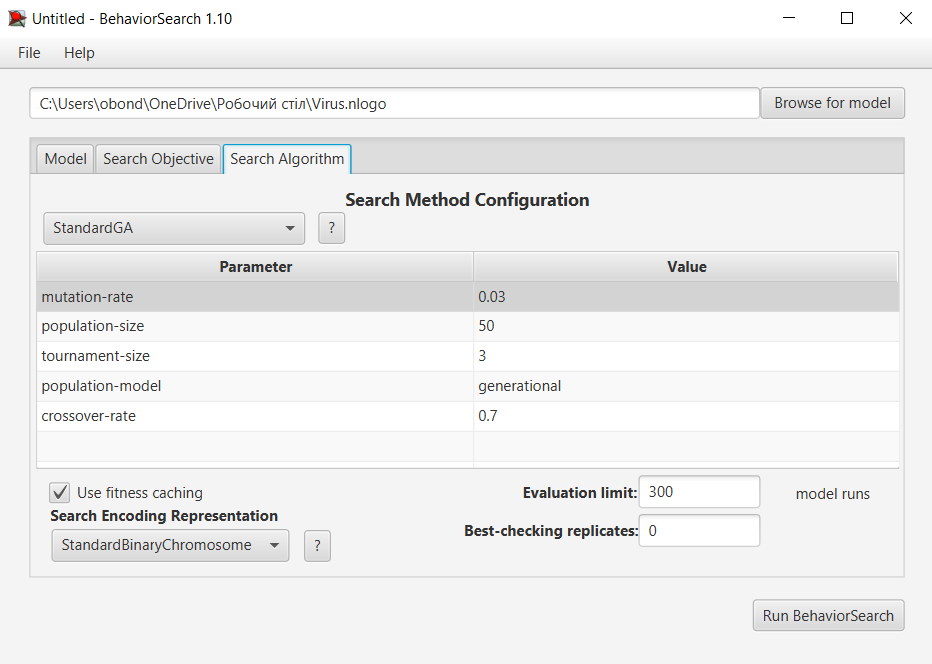 Untitled - BehaviorSearch 1.10
File Help
C:\Users\obond\OneDrive\Робочий стіл\Virus.nlogo Browse for model
Model Search Objective Search Algorithm
Search Method Configuration
StandardGA ?
Parameter Value
mutation-rate 0.03
population-size 50
tournament-size 3
population-model generational
crossover-rate 0.7
Use fitness caching Evaluation limit: 300 model runs
Search Encoding Representation
Best-checking replicates: 0
StandardBinaryChromosome ?
Run BehaviorSearch